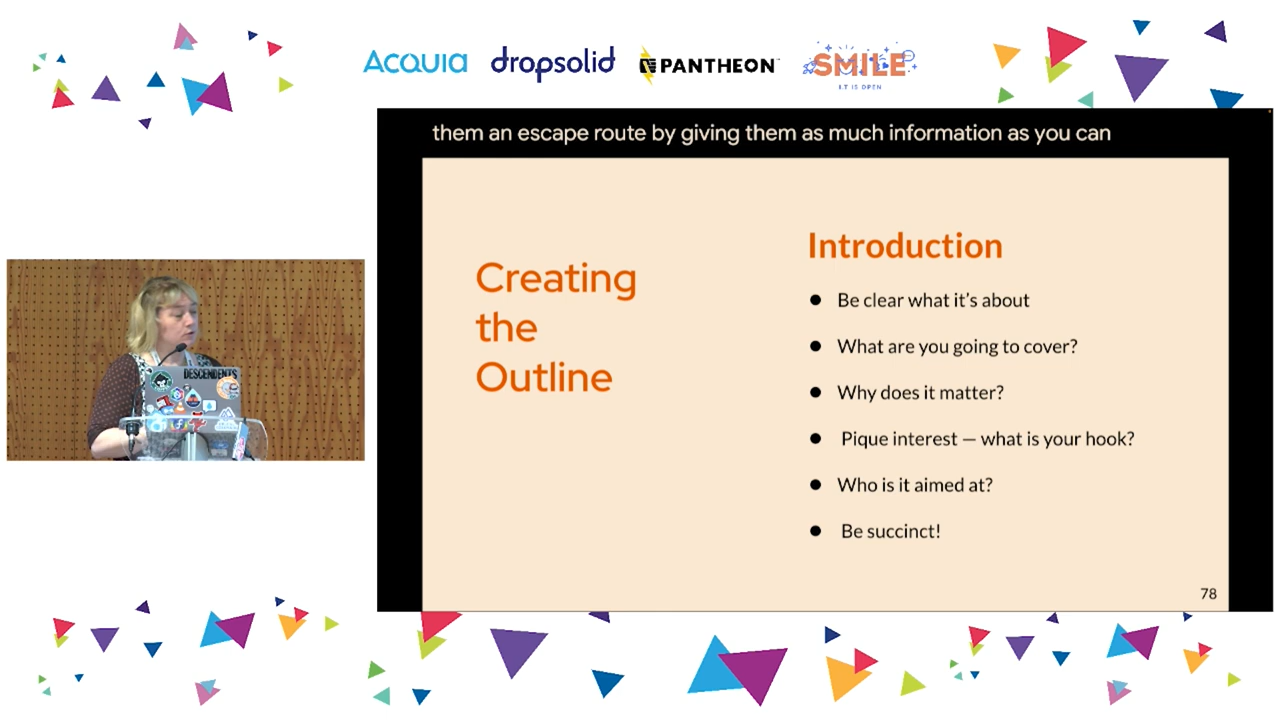 ACQUIA
dropsolid
PANTHEON
SMILE
I.T IS OPEN
them an escape route by giving them as much information as you can
Creating
the
Outline
Introduction
● Be clear what it’s about
● What are you going to cover?
● Why does it matter?
● Pique interest — what is your hook?
● Who is it aimed at?
● Be succinct!
78
DESCENDENTS